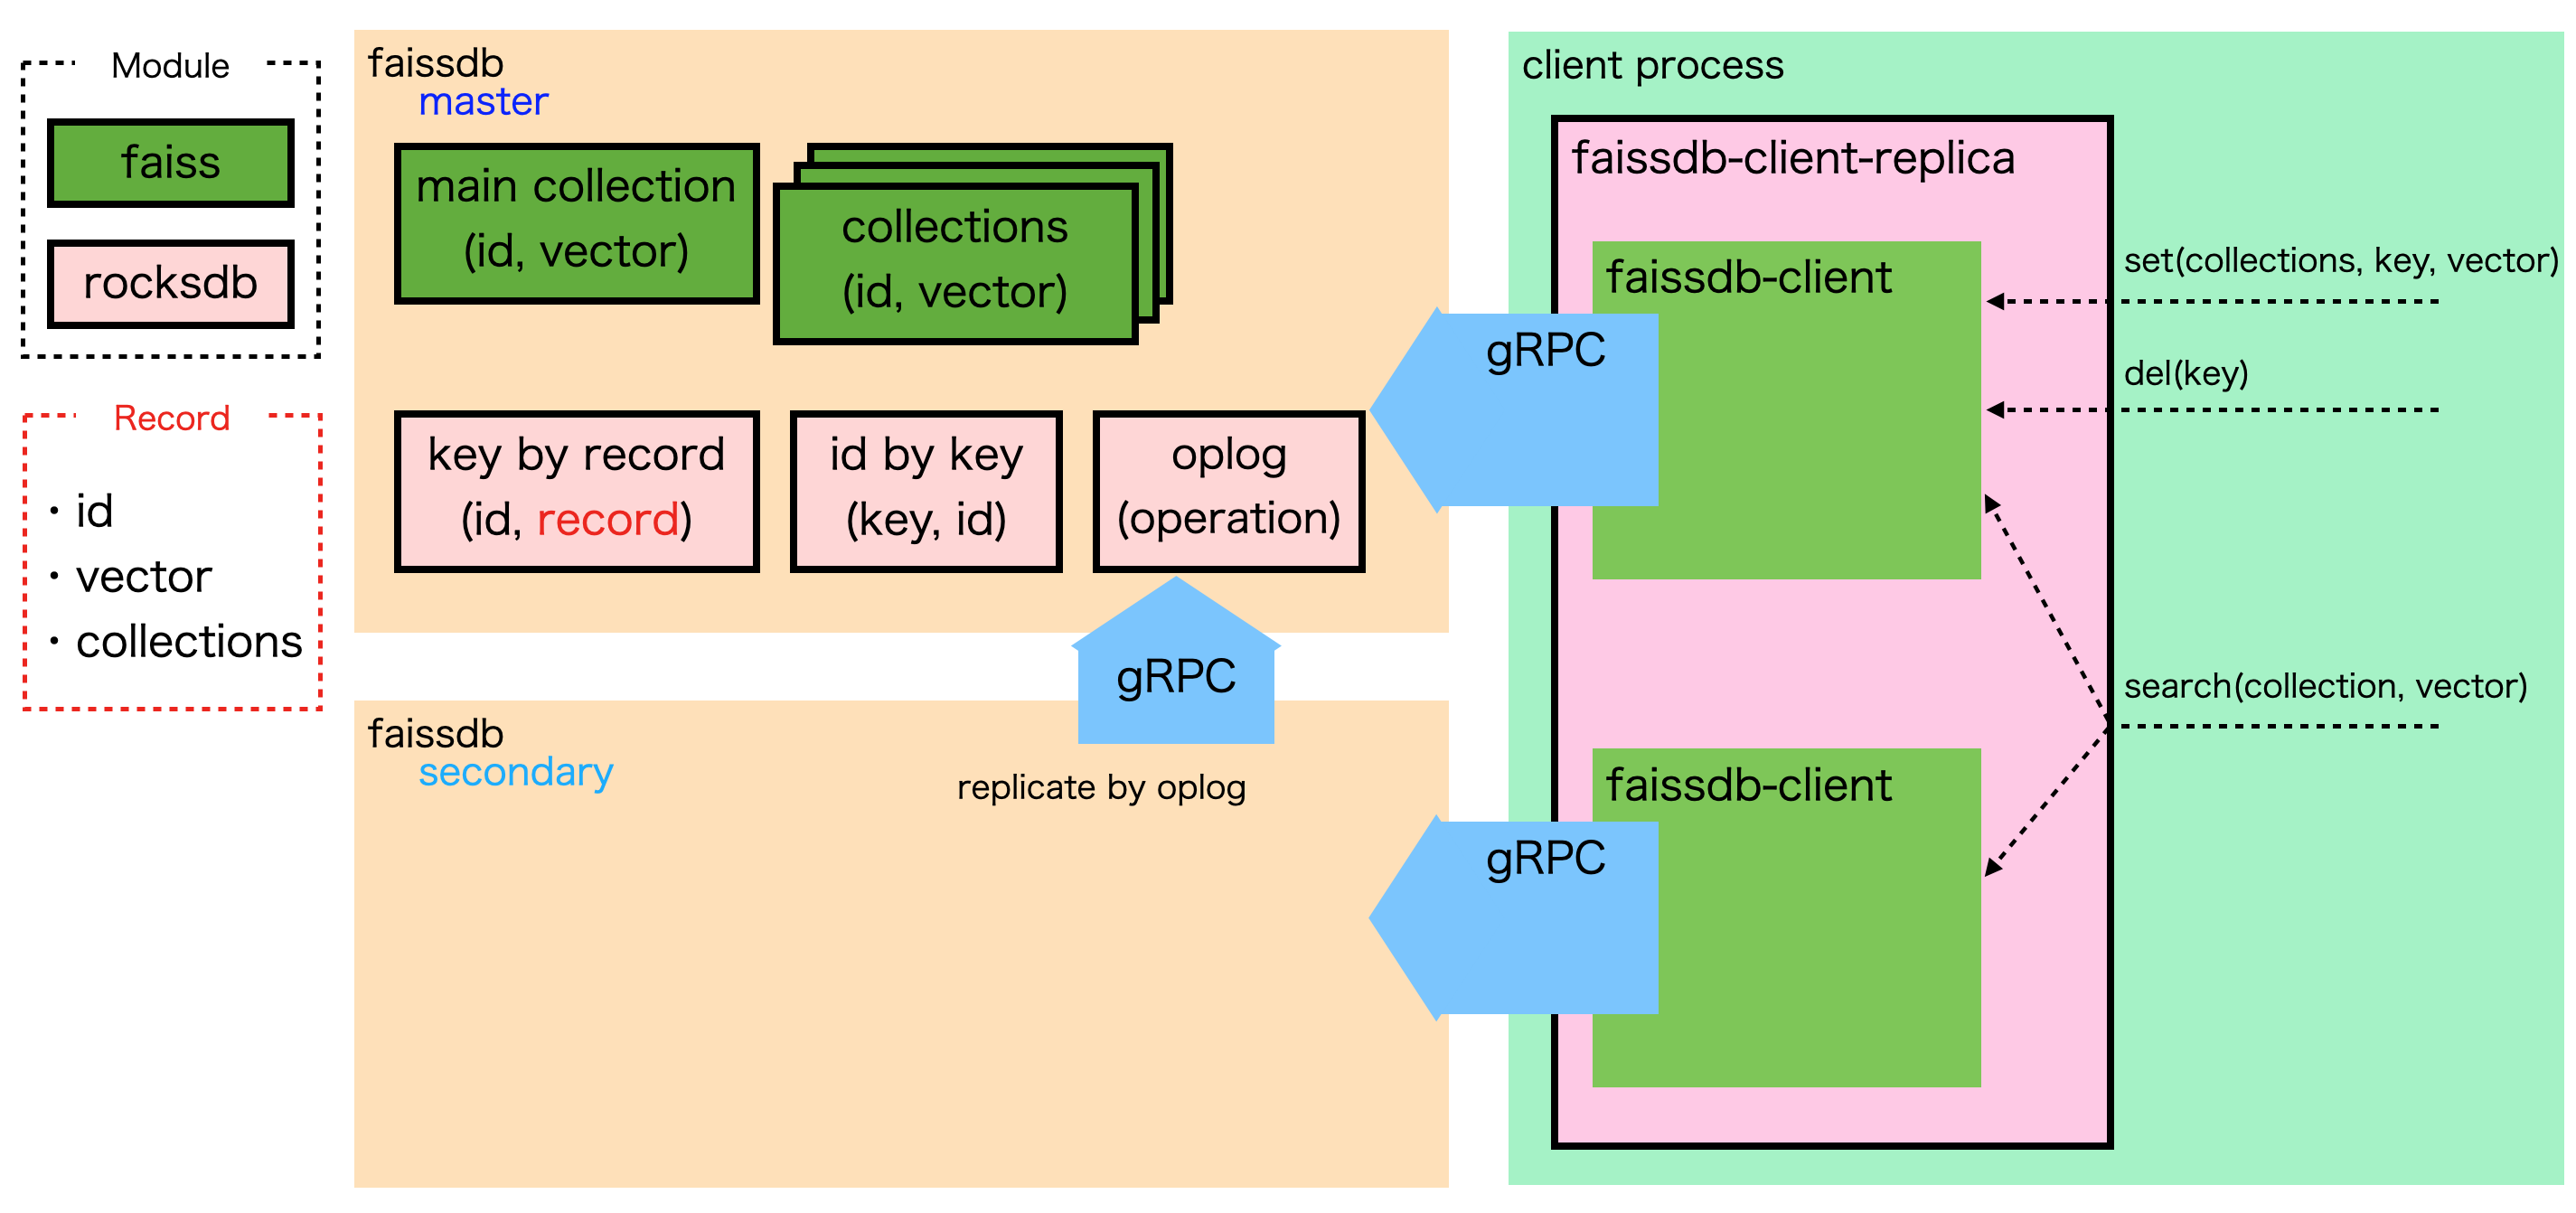 Module
faiss
rocksdb
Record
・id
・vector
・collections
faissdb
master
main collection
(id, vector)
collections
(id, vector)
key by record
(id, record)
id by key
(key, id)
oplog
(operation)
gRPC
faissdb
secondary
replicate by oplog
client process
faissdb-client-replica
faissdb-client
gRPC
faissdb-client
gRPC
set(collections, key, vector)
del(key)
search(collection, vector)